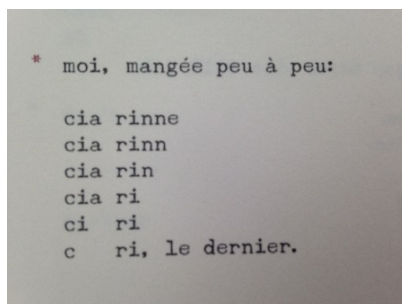 * moi, mangée peu à peu:
cia rinne
cia rinn
cia rin
cia ri
ci ri
c ri, le dernier.